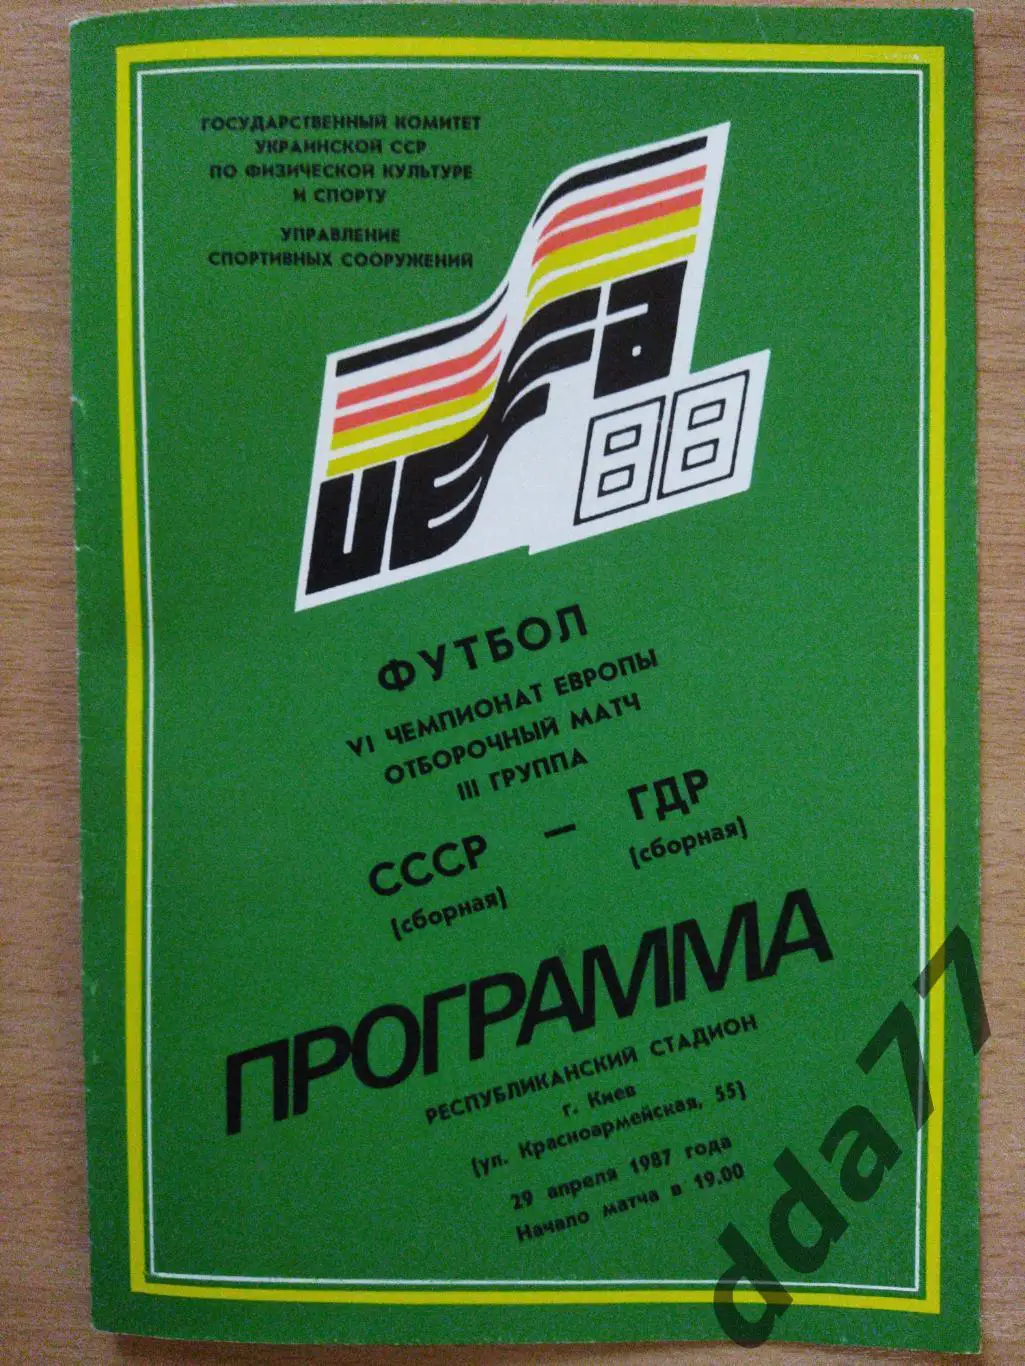 ГОСУДАРСТВЕННЫЙ КОМИТЕТ
УКРАИНСКОЙ ССР
ПО ФИЗИЧЕСКОЙ КУЛЬТУРЕ
И СПОРТУ
УПРАВЛЕНИЕ
СПОРТИВНЫХ СООРУЖЕНИЙ
UEFA
88
ФУТБОЛ
VI ЧЕМПИОНАТ ЕВРОПЫ
ОТБОРОЧНЫЙ МАТЧ
III ГРУППА
СССР — ГДР
(сборная) (сборная)
ПРОГРАММА
РЕСПУБЛИКАНСКИЙ СТАДИОН
г. Киев
(ул. Красноармейская, 55)
29 апреля 1987 года
Начало матча в 19.00
dda77